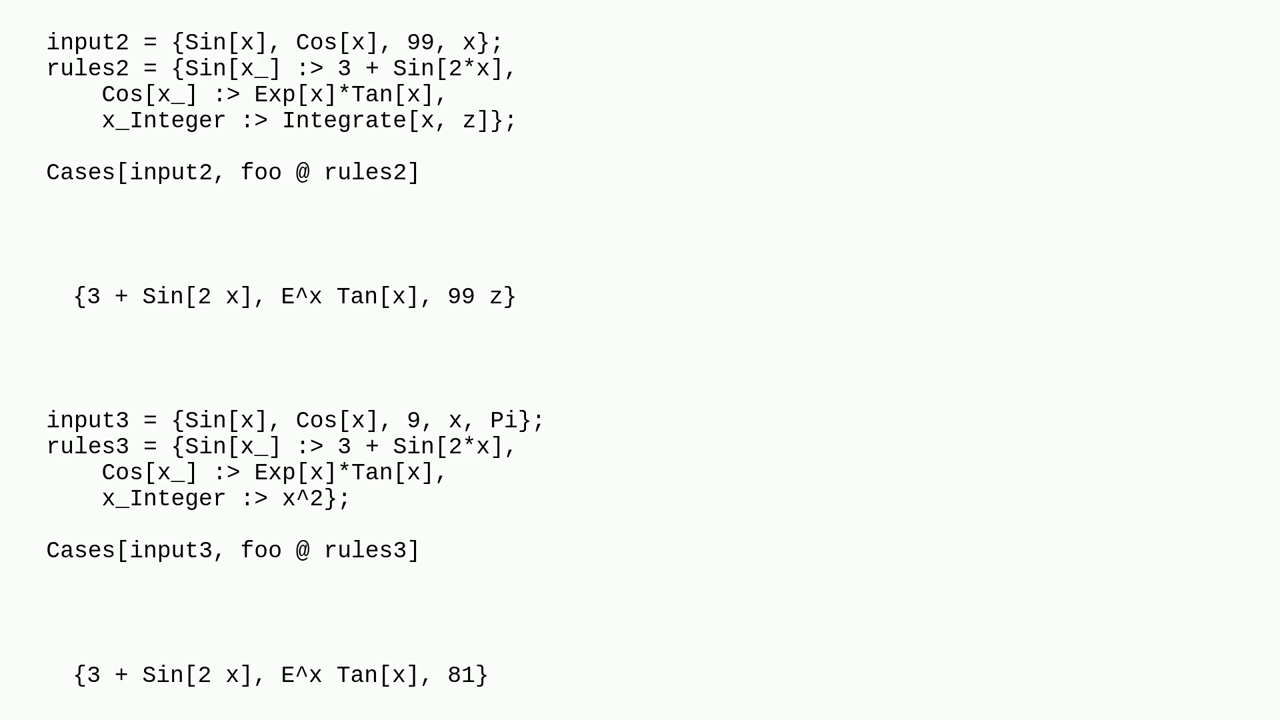 input2 = {Sin[x], Cos[x], 99, x};
rules2 = {Sin[x_] :> 3 + Sin[2*x],
    Cos[x_] :> Exp[x]*Tan[x],
    x_Integer :> Integrate[x, z]};
Cases[input2, foo @ rules2]
{3 + Sin[2 x], E^x Tan[x], 99 z}
input3 = {Sin[x], Cos[x], 9, x, Pi};
rules3 = {Sin[x_] :> 3 + Sin[2*x],
    Cos[x_] :> Exp[x]*Tan[x],
    x_Integer :> x^2};
Cases[input3, foo @ rules3]
{3 + Sin[2 x], E^x Tan[x], 81}